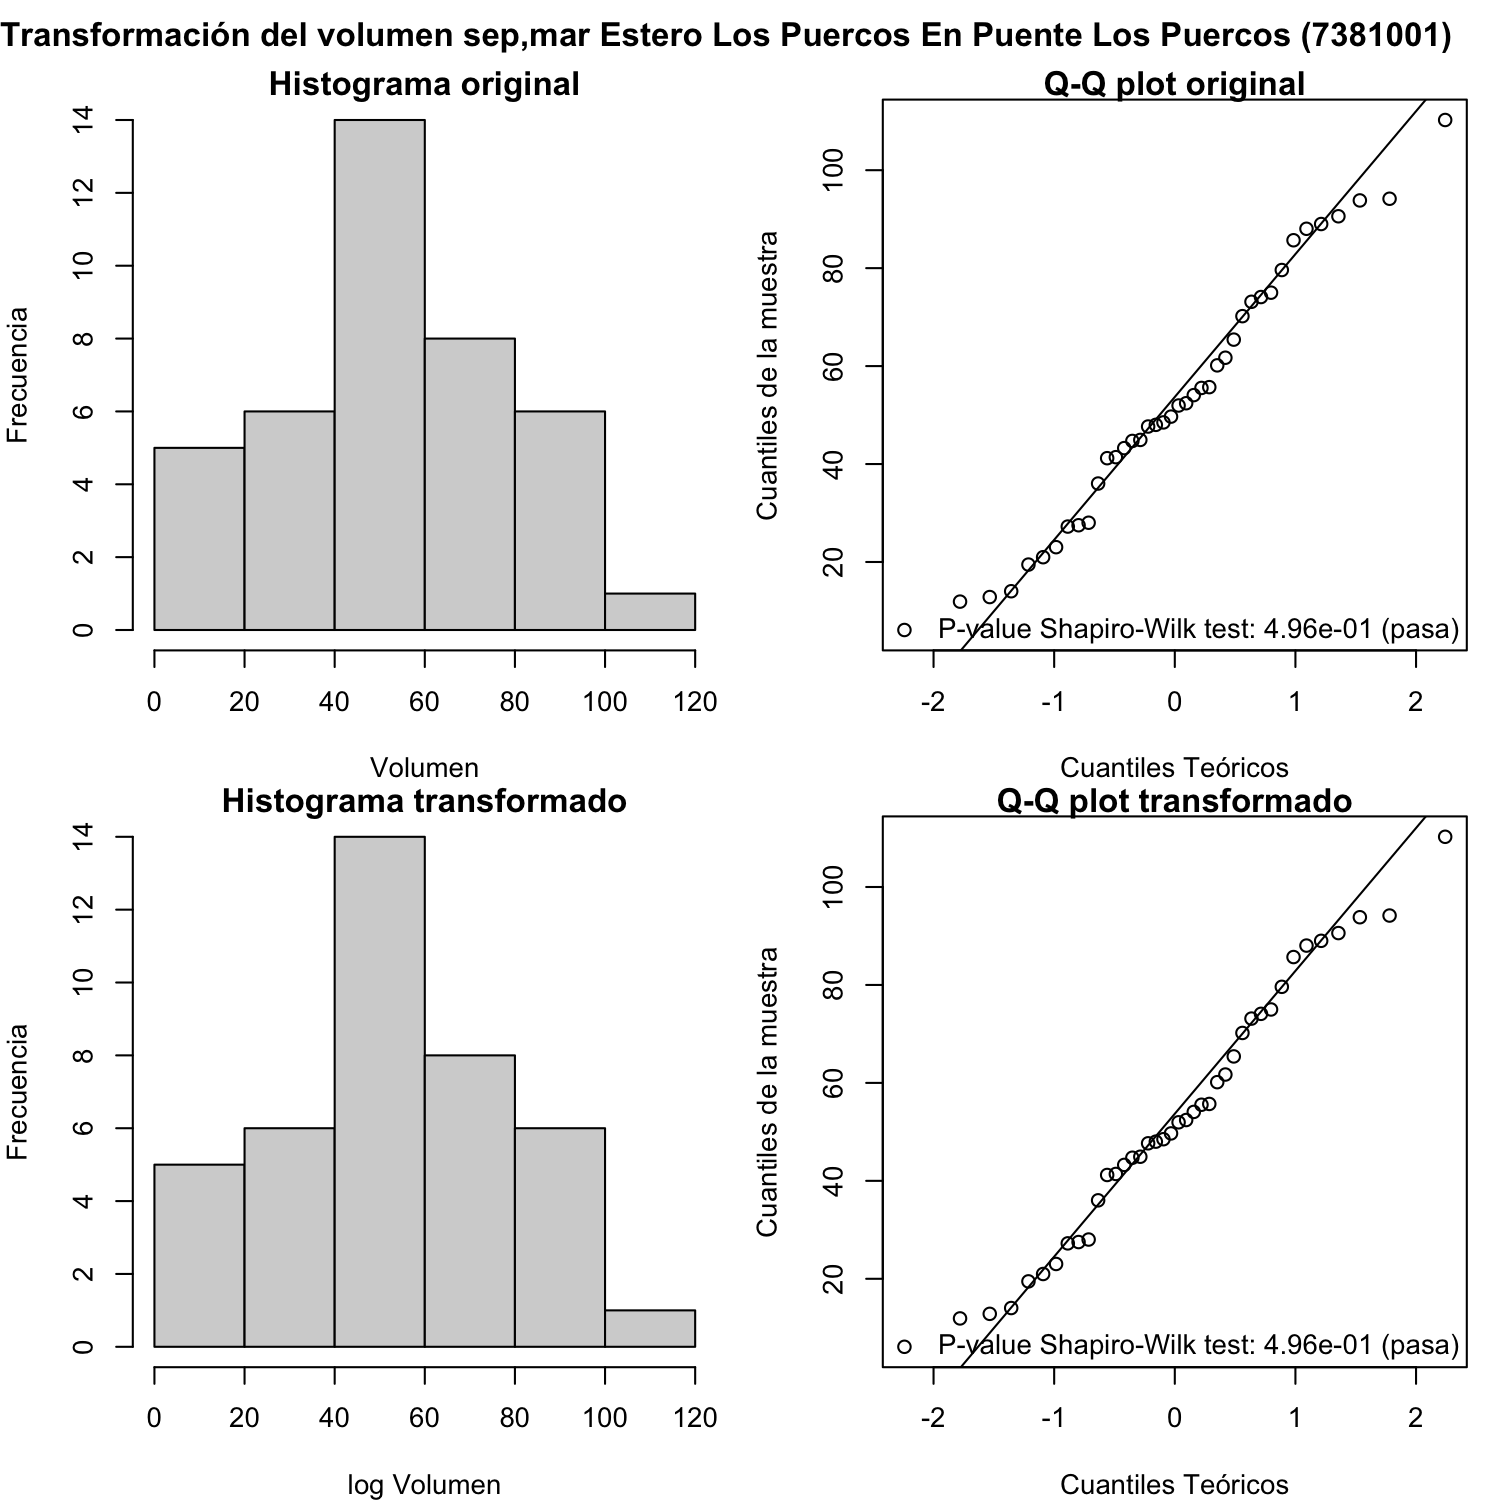 Transformación del volumen sep,mar Estero Los Puercos En Puente Los Puercos (7381001)
Histograma original
Frecuencia
0 2 4 6 8 10 12 14
0 20 40 60 80 100 120
Volumen
Q-Q plot original
Cuantiles de la muestra
20 40 60 80 100
P-value Shapiro-Wilk test: 4.96e-01 (pasa)
-2 -1 0 1 2
Cuantiles Teóricos
Histograma transformado
Frecuencia
0 2 4 6 8 10 12 14
0 20 40 60 80 100 120
log Volumen
Q-Q plot transformado
Cuantiles de la muestra
20 40 60 80 100
P-value Shapiro-Wilk test: 4.96e-01 (pasa)
-2 -1 0 1 2
Cuantiles Teóricos